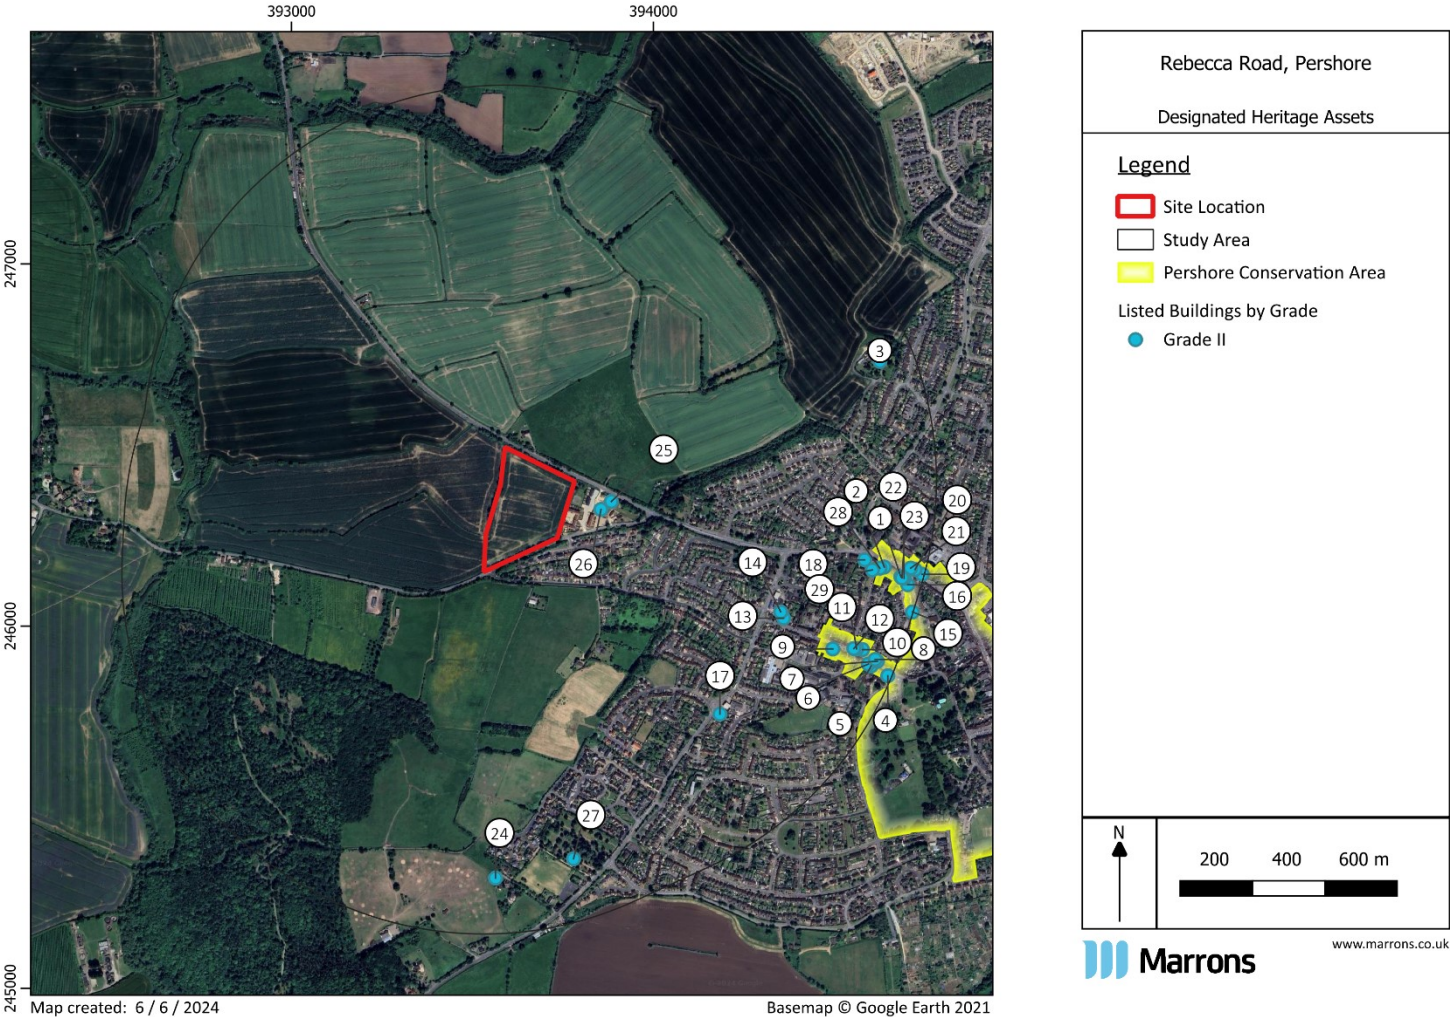 393000
394000
247000
246000
245000
3
25
2
22
20
28
1
23
21
14
18
19
26
29
16
11
13
12
15
10
9
8
17
7
6
5
4
27
24
Map created: 6 / 6 / 2024
Basemap © Google Earth 2021
Rebecca Road, Pershore
Designated Heritage Assets
Legend
Site Location
Study Area
Pershore Conservation Area
Listed Buildings by Grade
Grade II
N
200 400 600 m
www.marrons.co.uk
Marrons